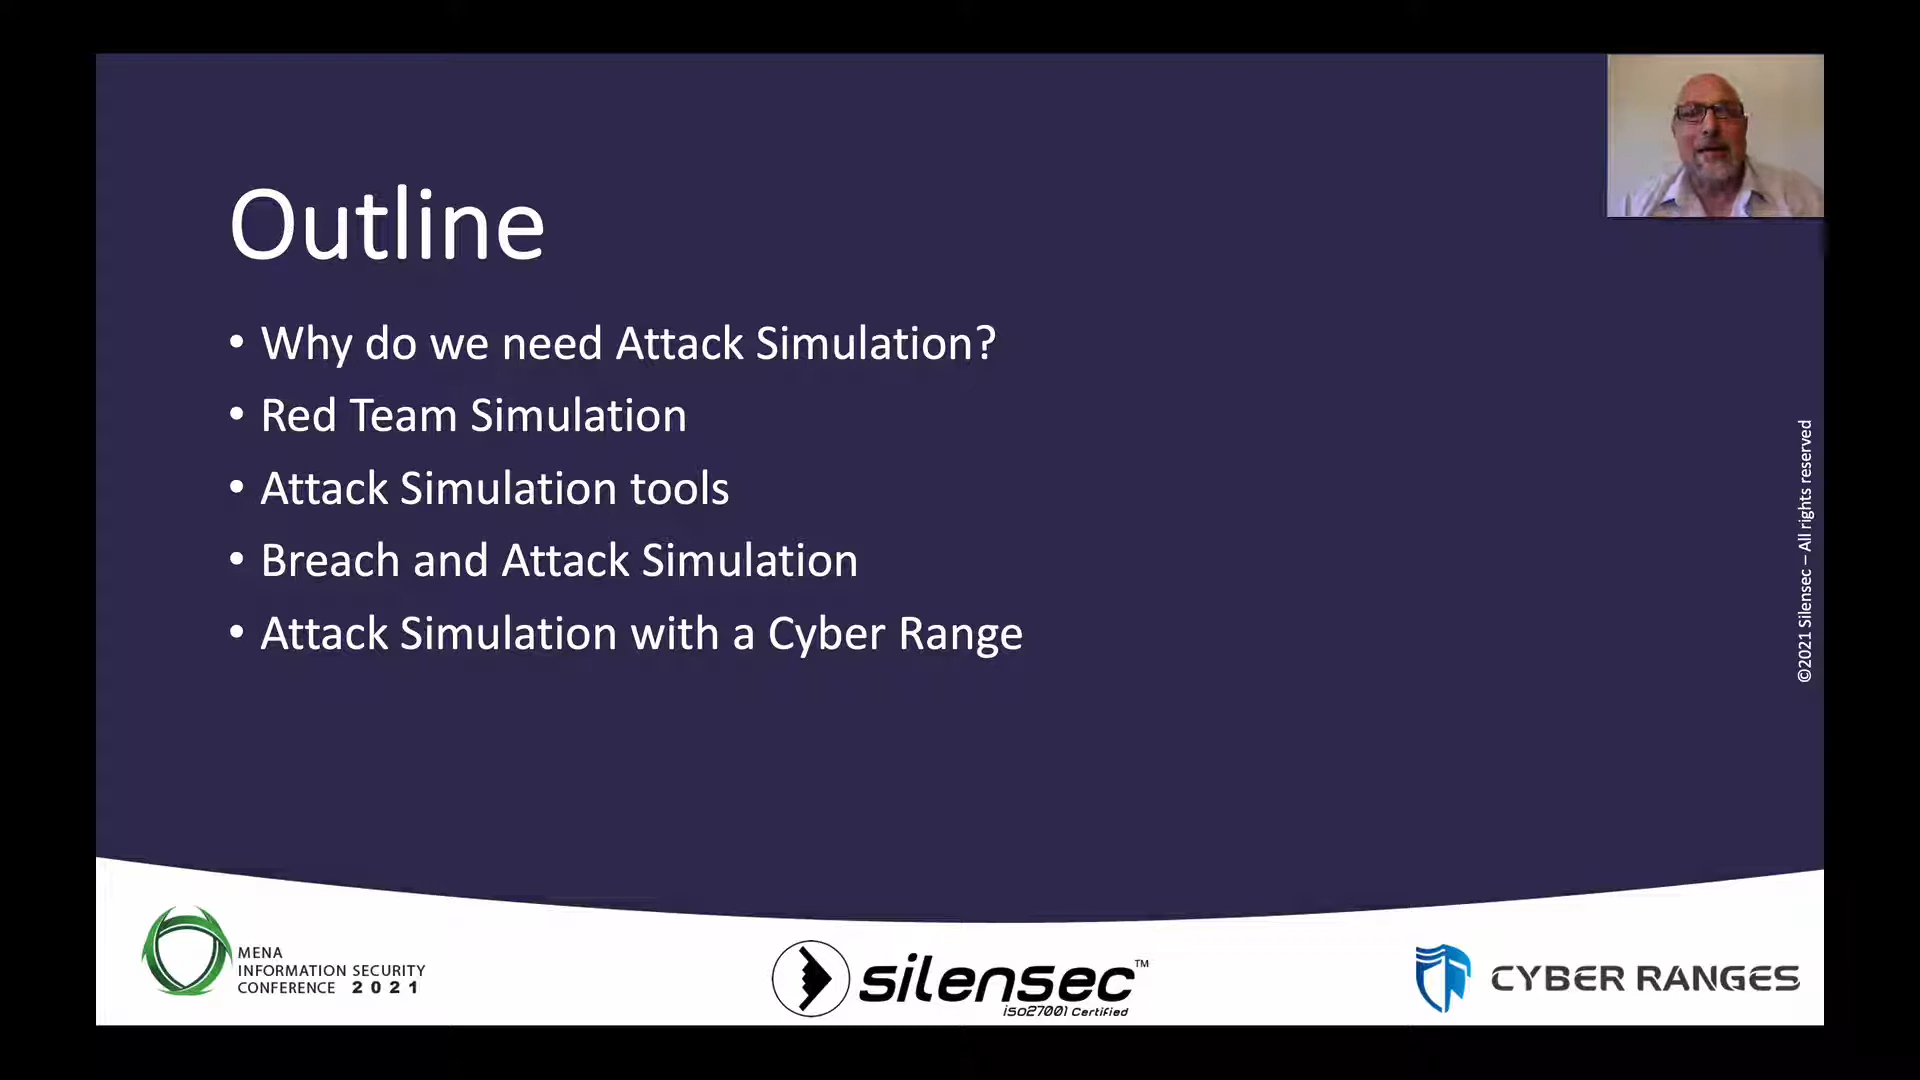 Outline
• Why do we need Attack Simulation?
• Red Team Simulation
• Attack Simulation tools
• Breach and Attack Simulation
• Attack Simulation with a Cyber Range
©2021 Silensec – All rights reserved
MENA
INFORMATION SECURITY
CONFERENCE 2021
silensec™
iso27001 Certified
CYBER RANGES